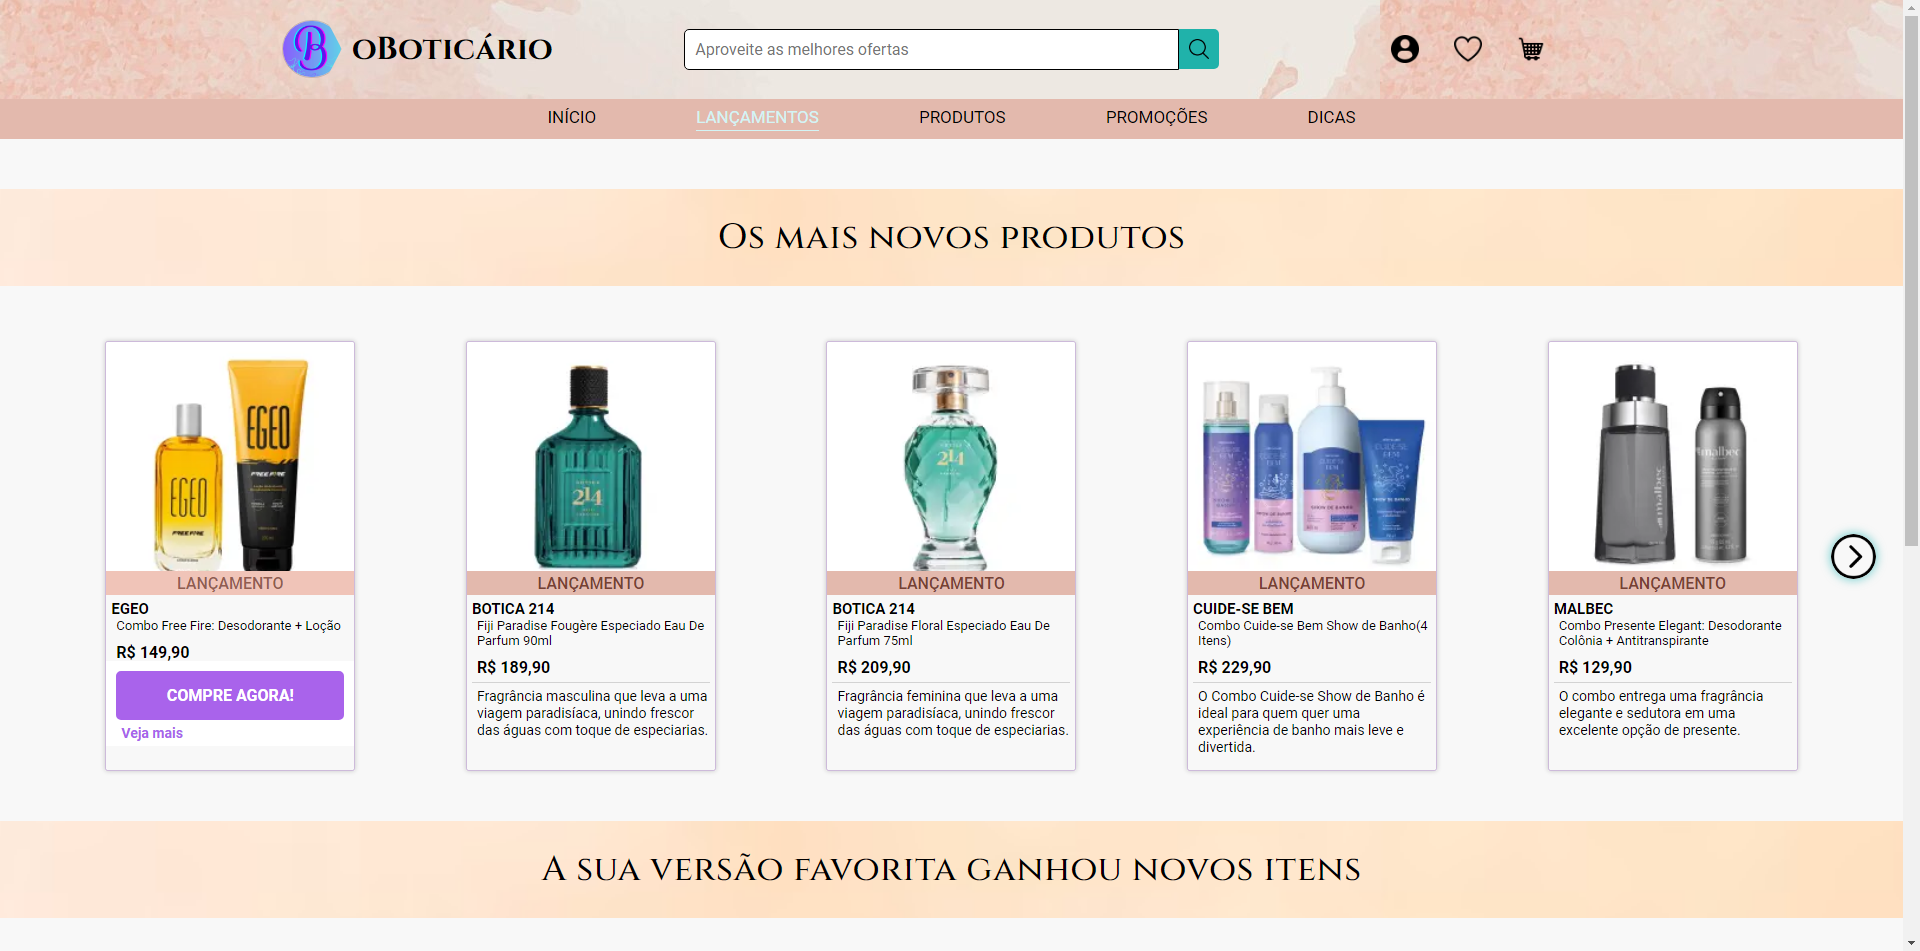 oBoticário
Aproveite as melhores ofertas
INÍCIO
LANÇAMENTOS
PRODUTOS
PROMOÇÕES
DICAS
Os mais novos produtos
EGEO
FREE FIRE
EGEO
FREE FIRE
LANÇAMENTO
EGEO
Combo Free Fire: Desodorante + Loção
R$ 149,90
COMPRE AGORA!
Veja mais
214
LANÇAMENTO
BOTICA 214
Fiji Paradise Fougère Especiado Eau De
Parfum 90ml
R$ 189,90
Fragrância masculina que leva a uma
viagem paradisíaca, unindo frescor
das águas com toque de especiarias.
214
LANÇAMENTO
BOTICA 214
Fiji Paradise Floral Especiado Eau De
Parfum 75ml
R$ 209,90
Fragrância feminina que leva a uma
viagem paradisíaca, unindo frescor
das águas com toque de especiarias.
LANÇAMENTO
CUIDE-SE BEM
Combo Cuide-se Bem Show de Banho(4
Itens)
R$ 229,90
O Combo Cuide-se Show de Banho é
ideal para quem quer uma
experiência de banho mais leve e
divertida.
malbec
malbec
LANÇAMENTO
MALBEC
Combo Presente Elegant: Desodorante
Colônia + Antitranspirante
R$ 129,90
O combo entrega uma fragrância
elegante e sedutora em uma
excelente opção de presente.
A sua versão favorita ganhou novos itens